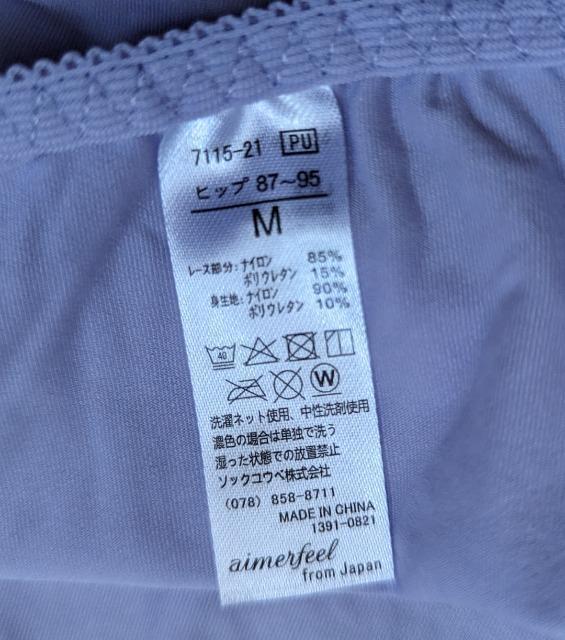 7115-21 PU
ヒップ 87～95
M
レース部分:ナイロン 85%
ポリウレタン 15%
身生地:ナイロン 90%
ポリウレタン 10%
40
W
洗濯ネット使用、中性洗剤使用
濃色の場合は単独で洗う
湿った状態での放置禁止
ソックコウベ株式会社
(078) 858-8711
MADE IN CHINA
1391-0821
aimerfeel
from Japan